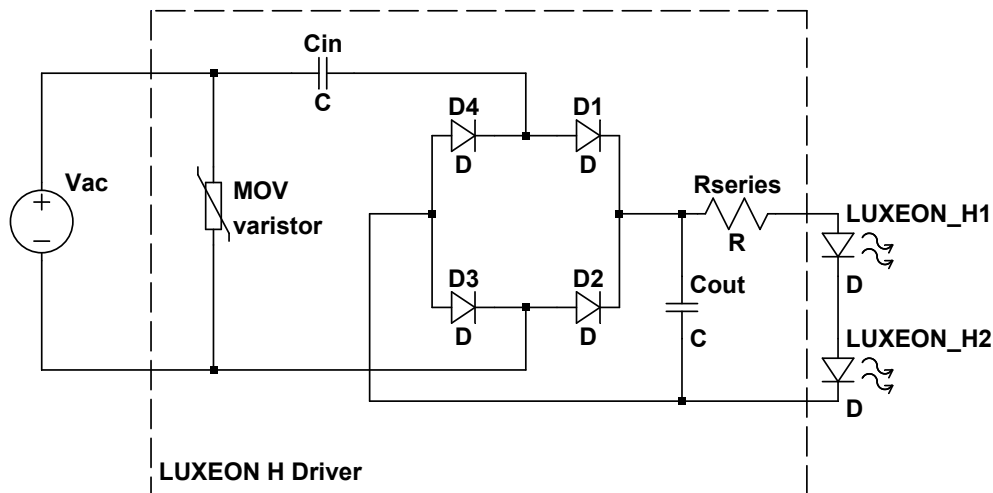 Cin
C
D4
D
D1
D
Vac
+
−
MOV
varistor
Rseries
R
LUXEON_H1
D
D3
D
D2
D
Cout
C
LUXEON_H2
D
LUXEON H Driver